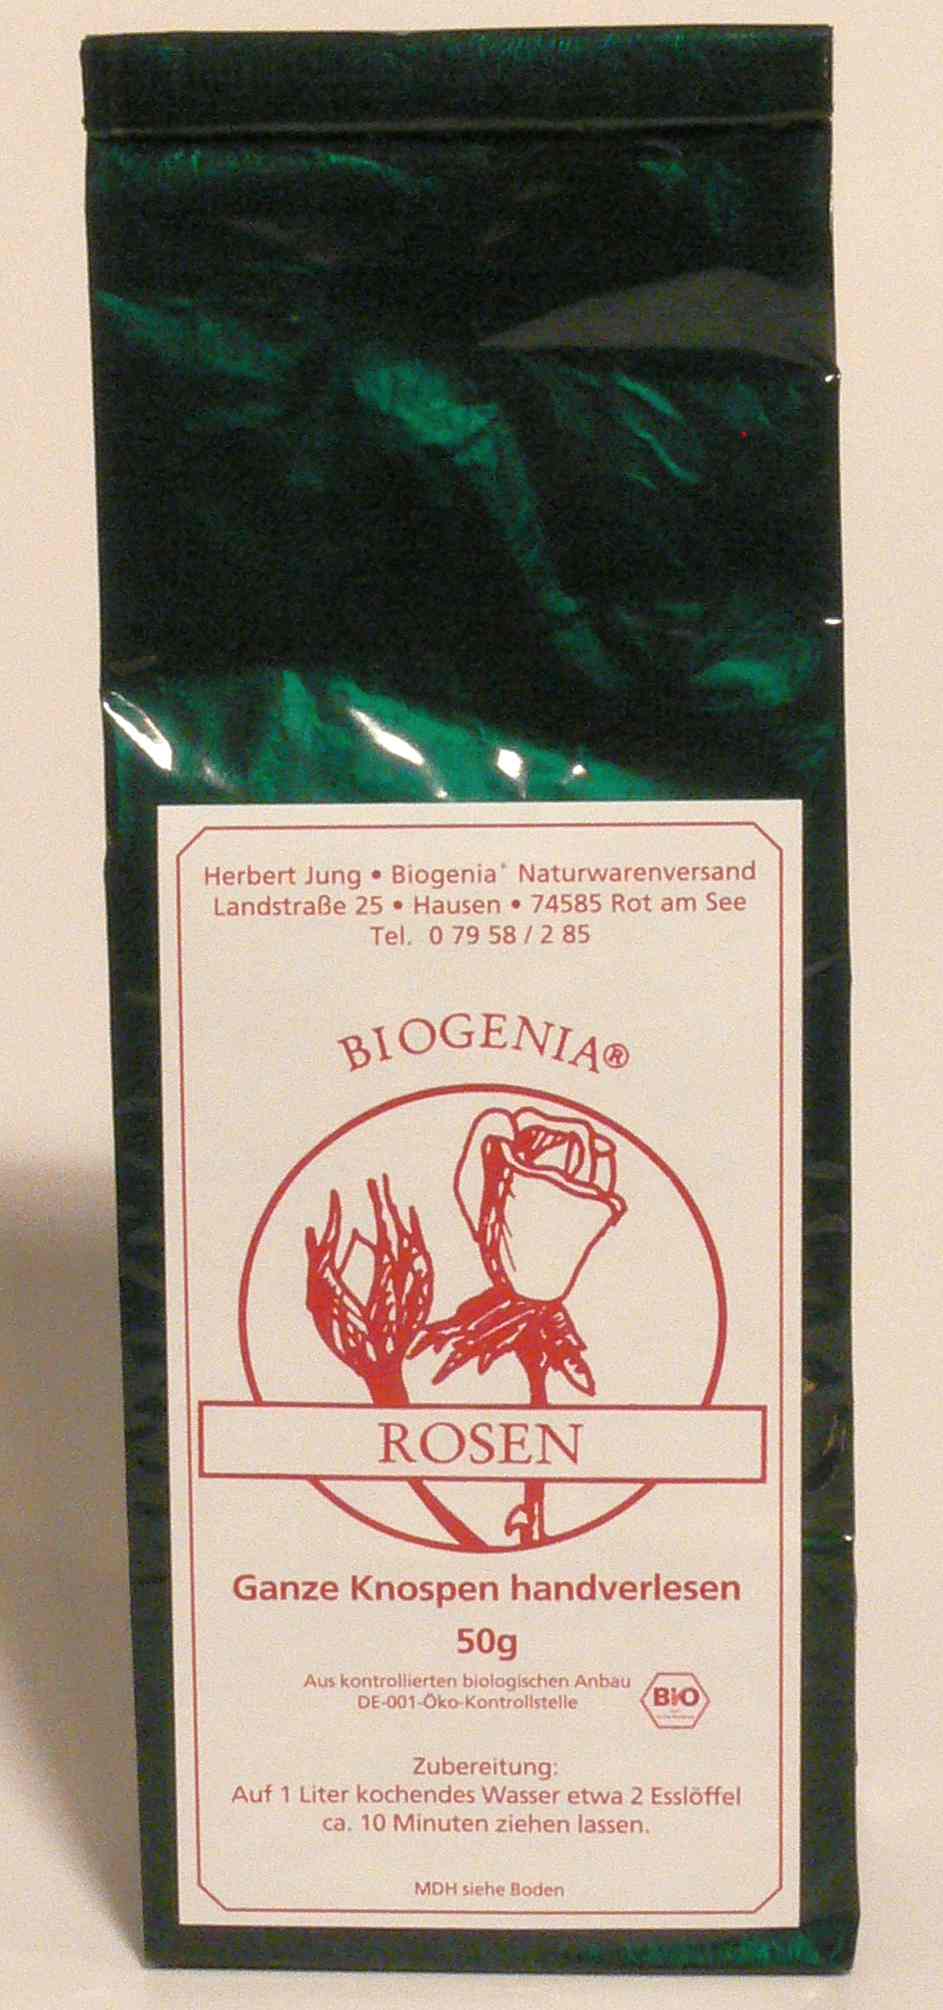 Herbert Jung • Biogenia® Naturwarenversand
Landstraße 25 • Hausen • 74585 Rot am See
Tel. 0 79 58 / 2 85
BIOGENIA®
ROSEN
Ganze Knospen handverlesen
50g
Aus kontrollierten biologischen Anbau
DE-001-Öko-Kontrollstelle
BIO
Zubereitung:
Auf 1 Liter kochendes Wasser etwa 2 Esslöffel
ca. 10 Minuten ziehen lassen.
MDH siehe Boden